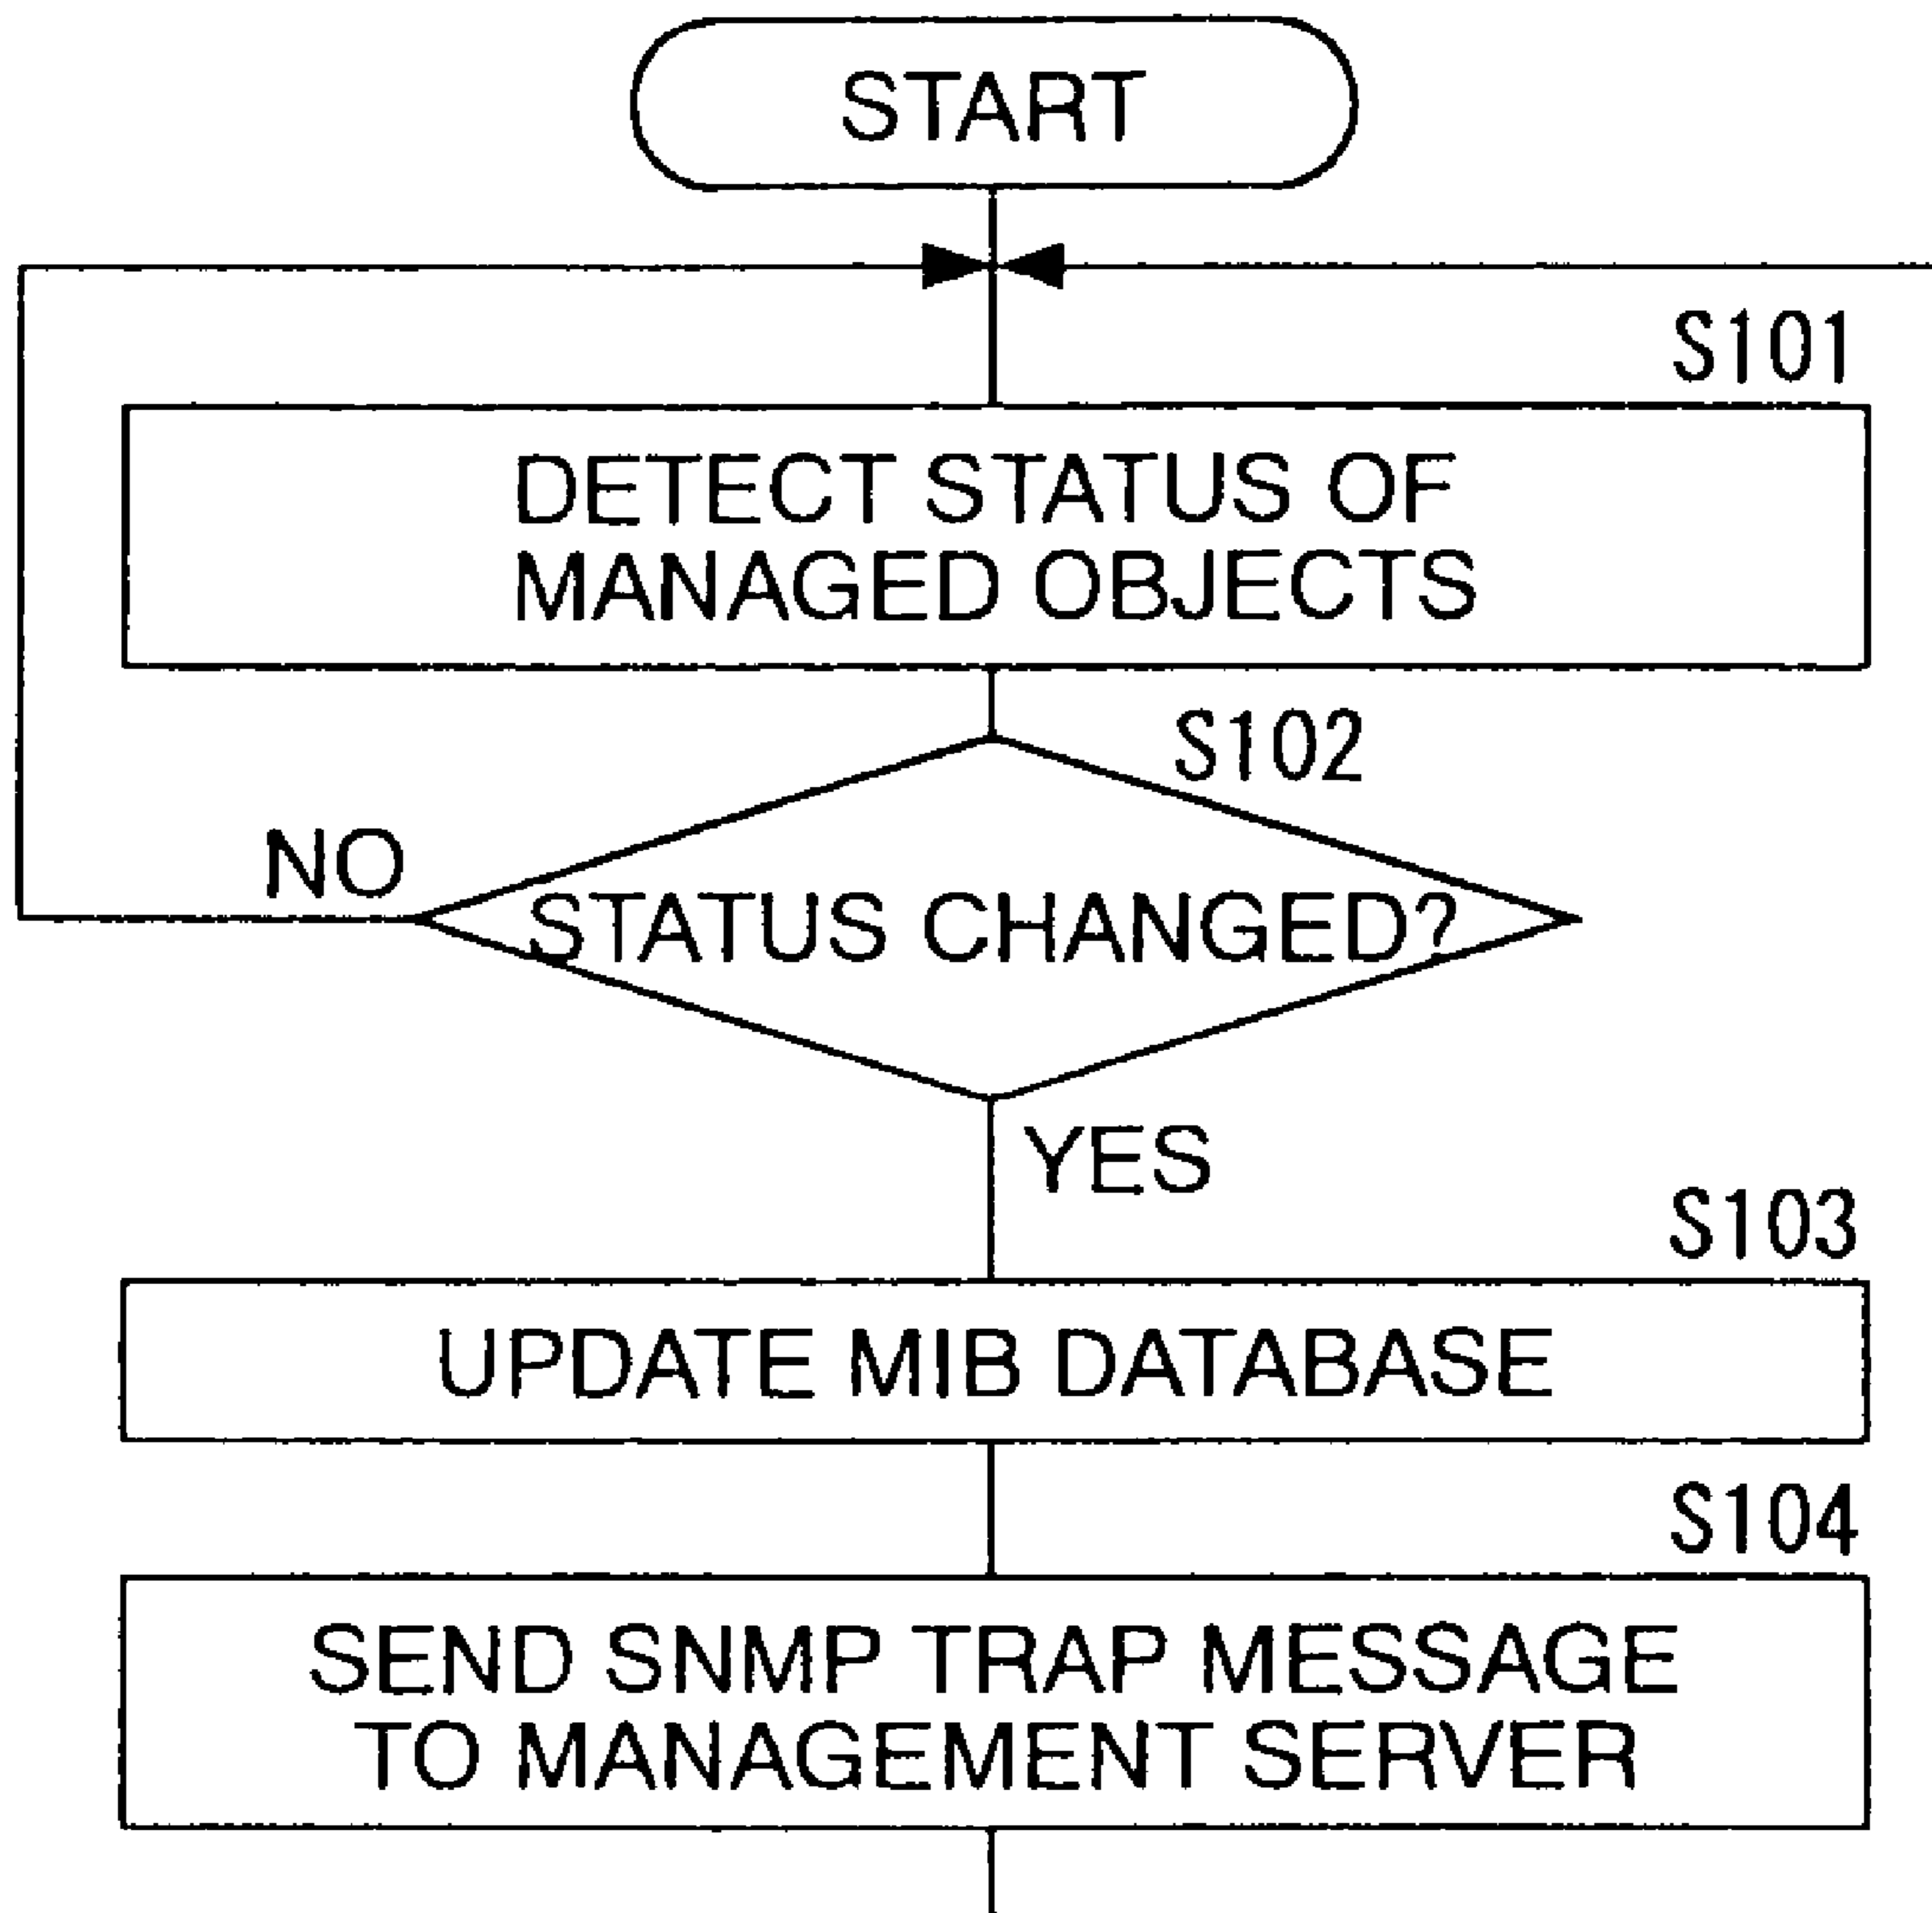 START
S101
DETECT STATUS OF
MANAGED OBJECTS
S102
NO
STATUS CHANGED?
YES
S103
UPDATE MIB DATABASE
S104
SEND SNMP TRAP MESSAGE
TO MANAGEMENT SERVER